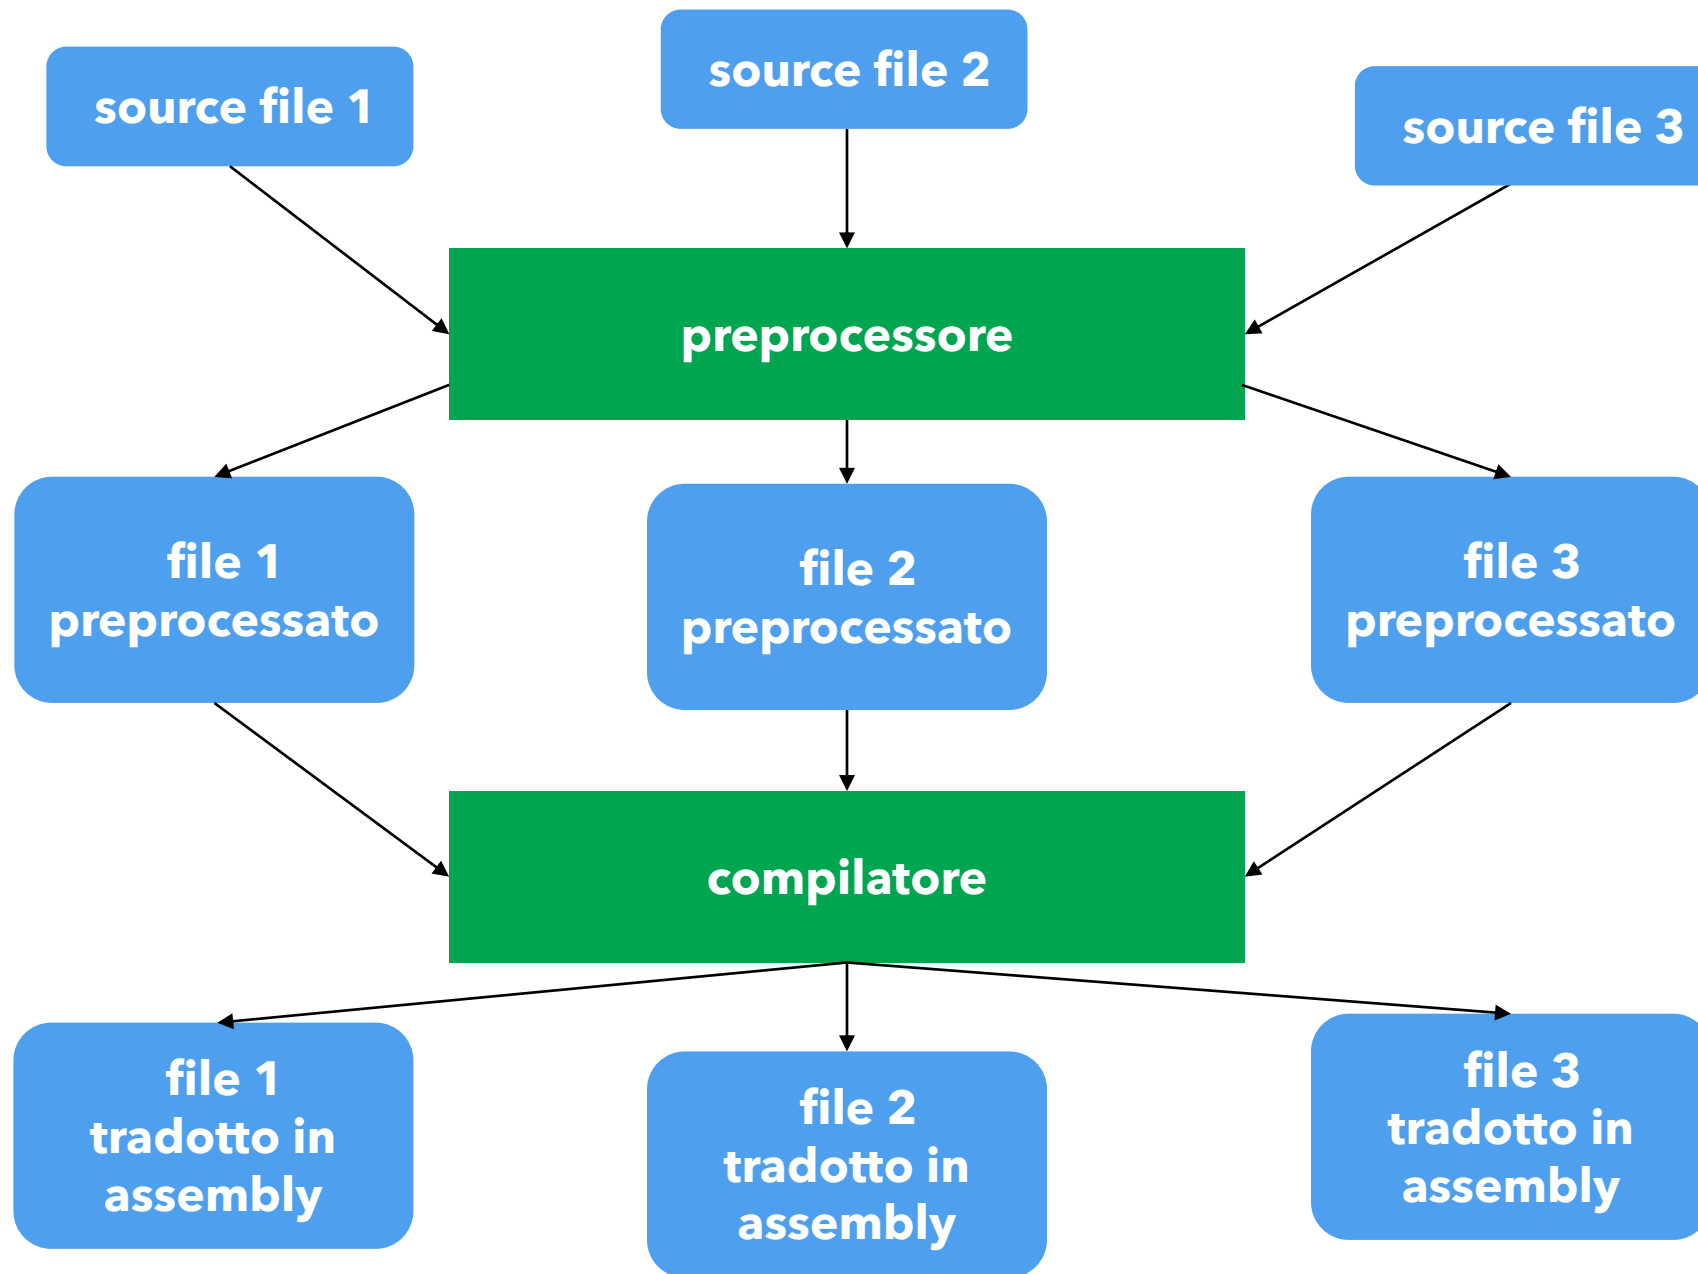 source file 1
source file 2
source file 3
preprocessore
file 1
preprocessato
file 2
preprocessato
file 3
preprocessato
compilatore
file 1
tradotto in
assembly
file 2
tradotto in
assembly
file 3
tradotto in
assembly